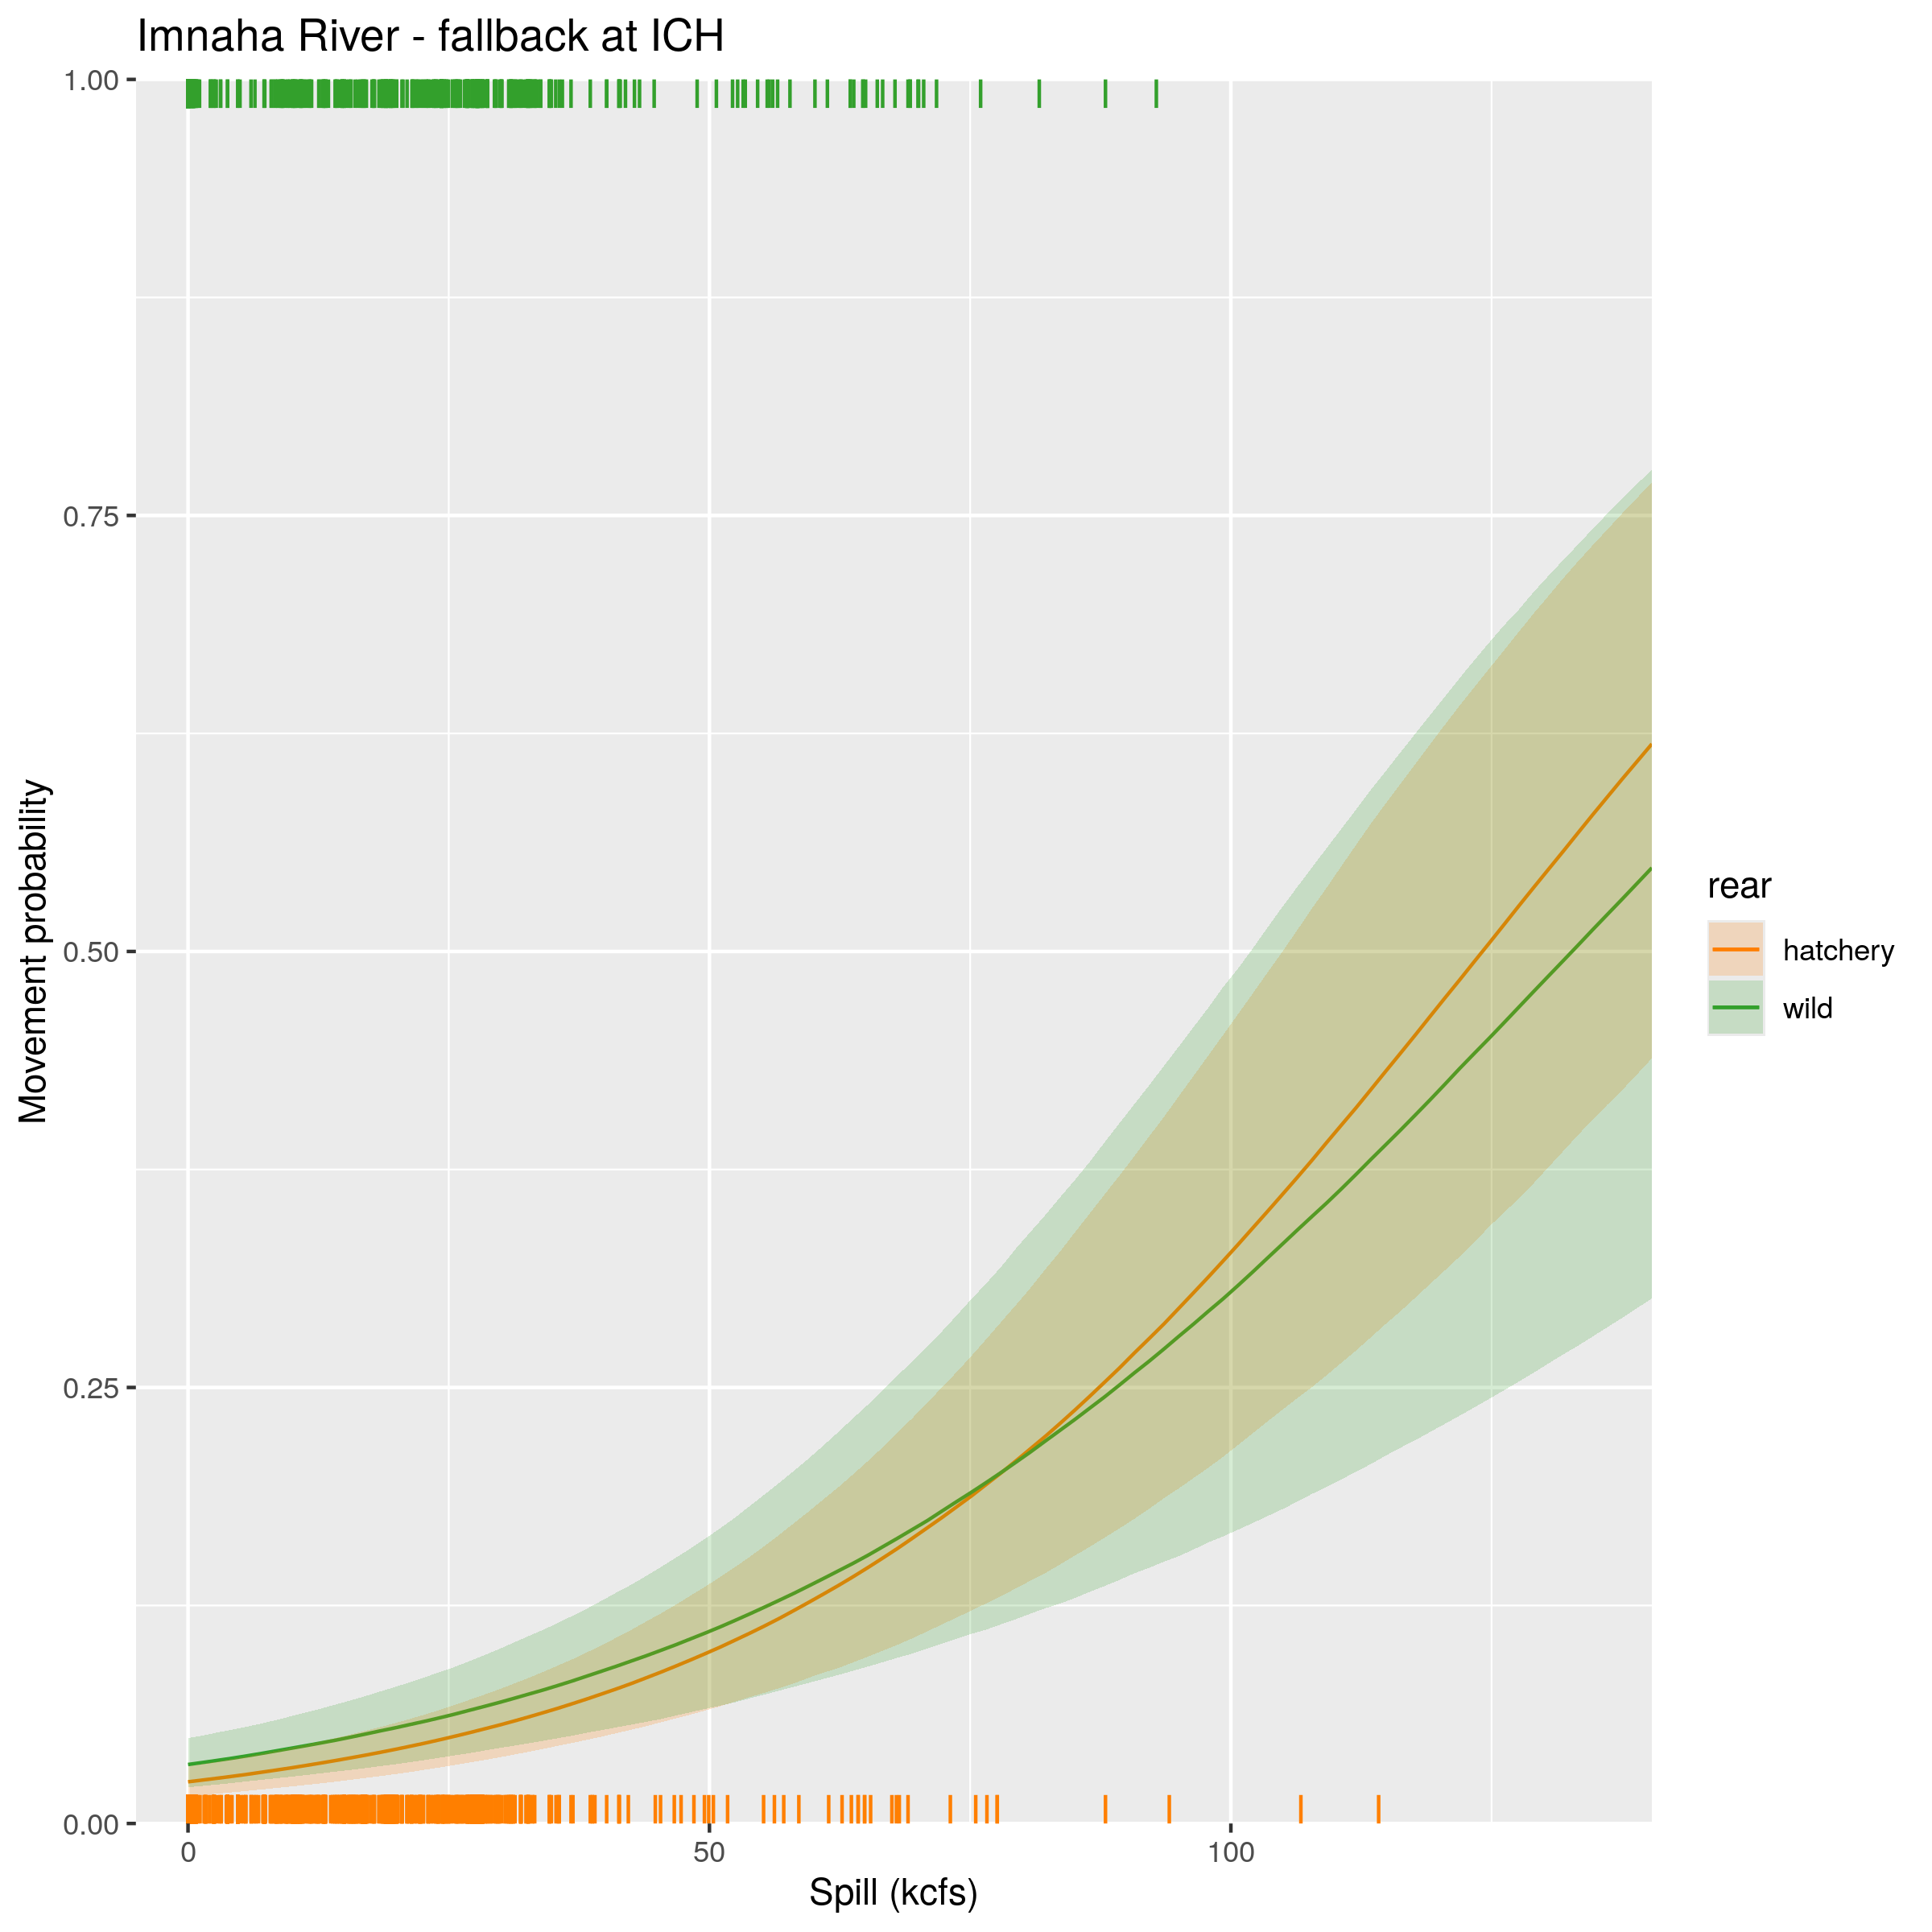 Imnaha River - fallback at ICH
1.00
0.75
0.50
0.25
0.00
Movement probability
0
50
100
Spill (kcfs)
rear
hatchery
wild